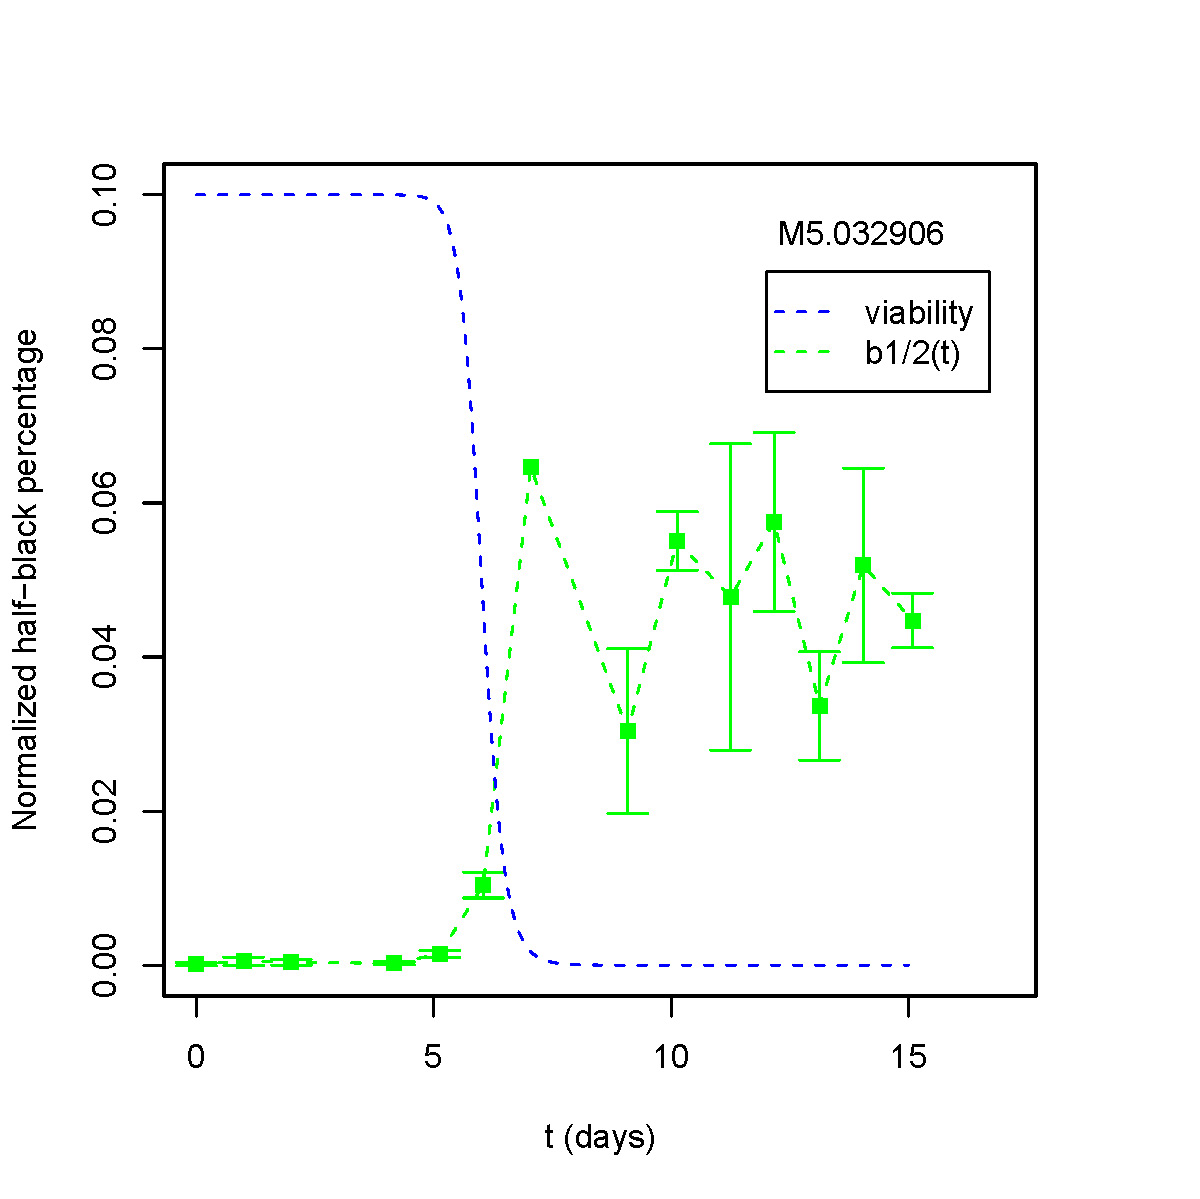 M5.032906
viability
b1/2(t)
Normalized half−black percentage
0.10
0.08
0.06
0.04
0.02
0.00
0 5 10 15
t (days)